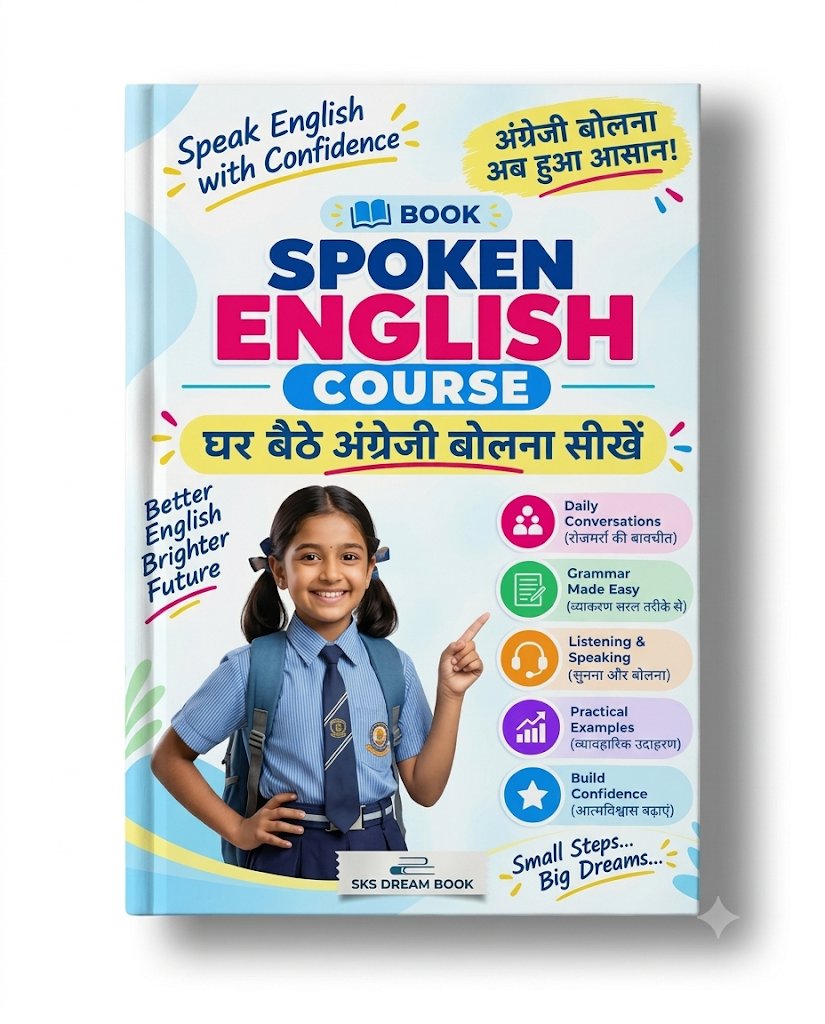 Speak English
with Confidence
अंग्रेजी बोलना
अब हुआ आसान!
BOOK
SPOKEN
ENGLISH
COURSE
घर बैठे अंग्रेजी बोलना सीखें
Better
English
Brighter
Future
Daily
Conversations
(रोजमर्रा की बावचीत)
Grammar
Made Easy
(व्याकरण सरल तरीके से)
Listening &
Speaking
(सुनना और बोलना)
Practical
Examples
(व्यावहारिक उदाहरण)
Build
Confidence
(आत्मविश्वास बढ़ाएं)
Small Steps...
Big Dreams...
SKS DREAM BOOK